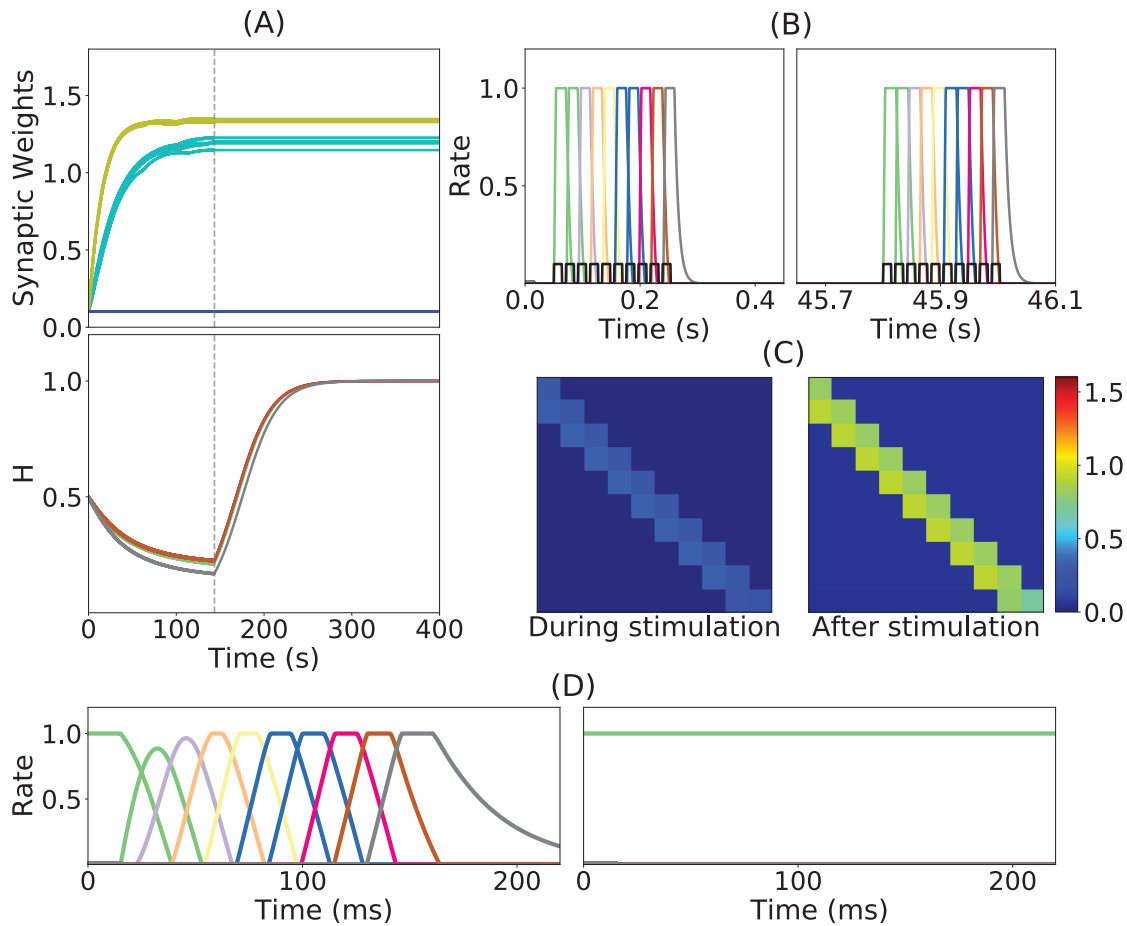 (A)
Synaptic Weights
1.5
1.0
0.5
0.0
H
1.0
0.5
0 100 200 300 400
Time (s)
(B)
Rate
1.0
0.5
0.0 0.2 0.4
Time (s)
45.7 45.9 46.1
Time (s)
(C)
During stimulation
After stimulation
1.5
1.0
0.5
0.0
(D)
Rate
1.0
0.5
0 100 200
Time (ms)
0 100 200
Time (ms)